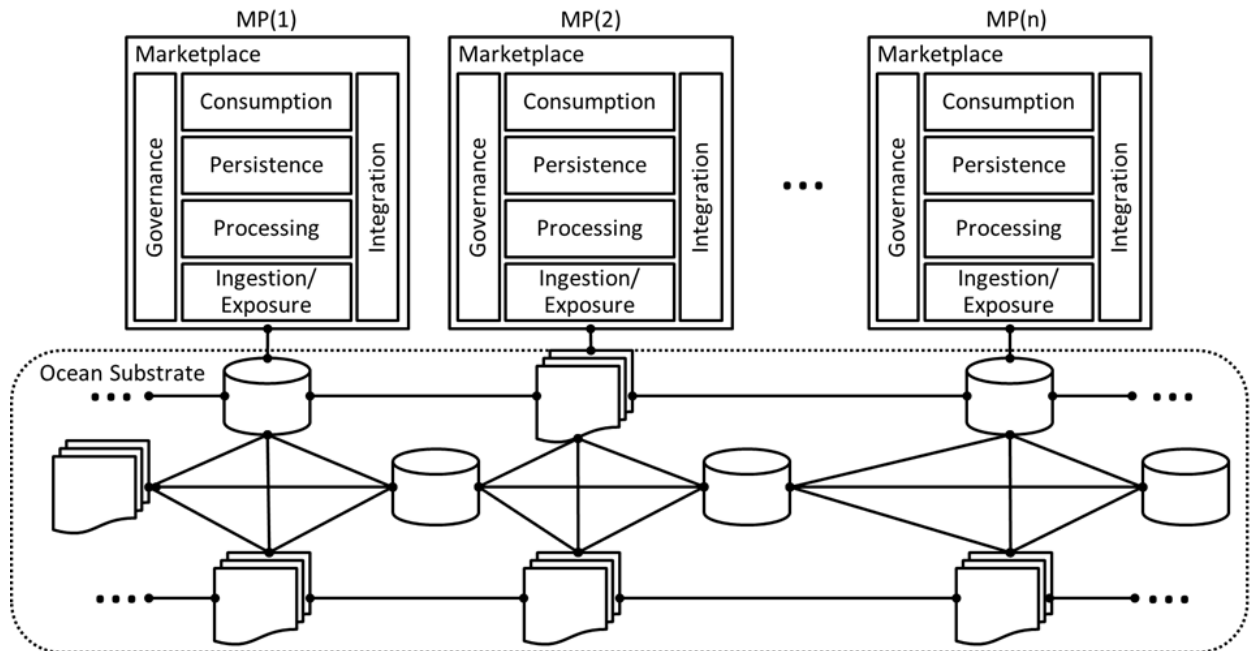 MP(1)
MP(2)
MP(n)
Marketplace
Governance
Consumption
Persistence
Processing
Ingestion/
Exposure
Integration
Marketplace
Governance
Consumption
Persistence
Processing
Ingestion/
Exposure
Integration
...
Marketplace
Governance
Consumption
Persistence
Processing
Ingestion/
Exposure
Integration
Ocean Substrate